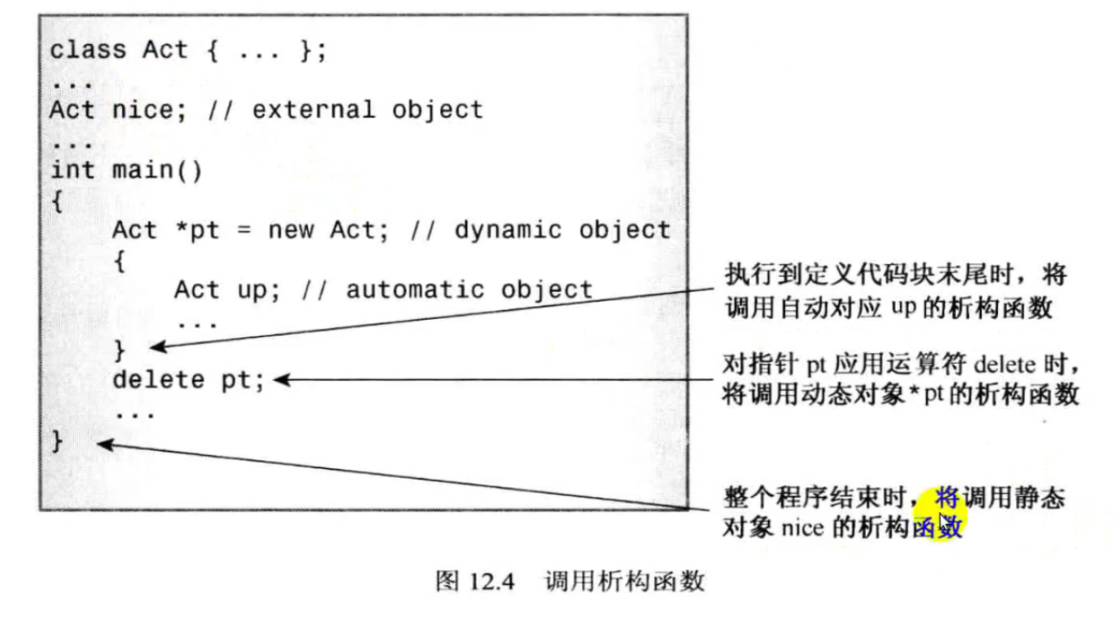 class Act { ... };
...
Act nice; // external object
...
int main()
{
    Act *pt = new Act; // dynamic object
    {
        Act up; // automatic object
        ...
    }
    delete pt;
    ...
}
执行到定义代码块末尾时，将
调用自动对应 up 的析构函数
对指针 pt 应用运算符 delete 时，
将调用动态对象*pt的析构函数
整个程序结束时，将调用静态
对象 nice 的析构函数
图 12.4 调用析构函数